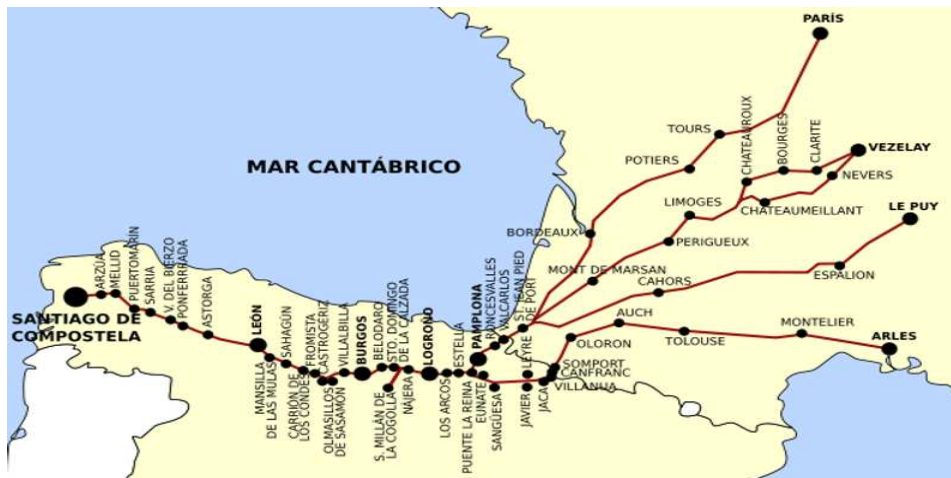 PARÍS
TOURS
POTIERS
CHATEAUROUX
BOURGES
CLARITE
VEZELAY
NEVERS
CHATEAUMEILLANT
LIMOGES
PERIGUEUX
LE PUY
MAR CANTÁBRICO
BORDEAUX
MONT DE MARSAN
CAHORS
ESPALION
AUCH
OLORON
TOLOUSE
MONTELIER
ARLES
SANTIAGO DE
COMPOSTELA
ARZUA
MELLID
PUERTOMARÍN
SARRIA
V. DEL BIERZO
PONFERRADA
ASTORGA
LEÓN
MANSILLA
DE LAS MULAS
SAHAGÚN
CARRIÓN DE
LOS CONDES
FROMISTA
CASTROGERIZ
OLMASILLOS
DE SASAMÓN
VILLALBILLA
BURGOS
BELODARO
S. MILLÁN DE
LA COGOLLA
STO. DOMINGO
DE LA CALZADA
NÁJERA
LOGROÑO
LOS ARCOS
ESTELLA
PUENTE LA REINA
EUNATE
PAMPLONA
RONCESVALLES
VALCARLOS
ST. JEAN PIED
DE PORT
SANGÜESA
LEYRE
JAVIER
JACA
SOMPORT
CANFRANC
VILLANUA